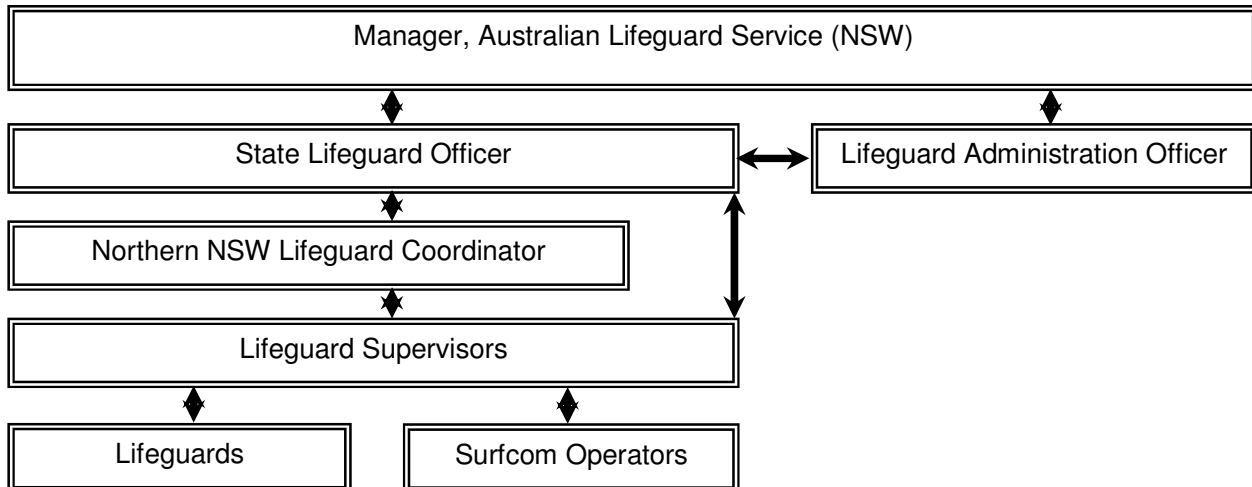 Manager, Australian Lifeguard Service (NSW)
State Lifeguard Officer
Lifeguard Administration Officer
Northern NSW Lifeguard Coordinator
Lifeguard Supervisors
Lifeguards
Surfcom Operators